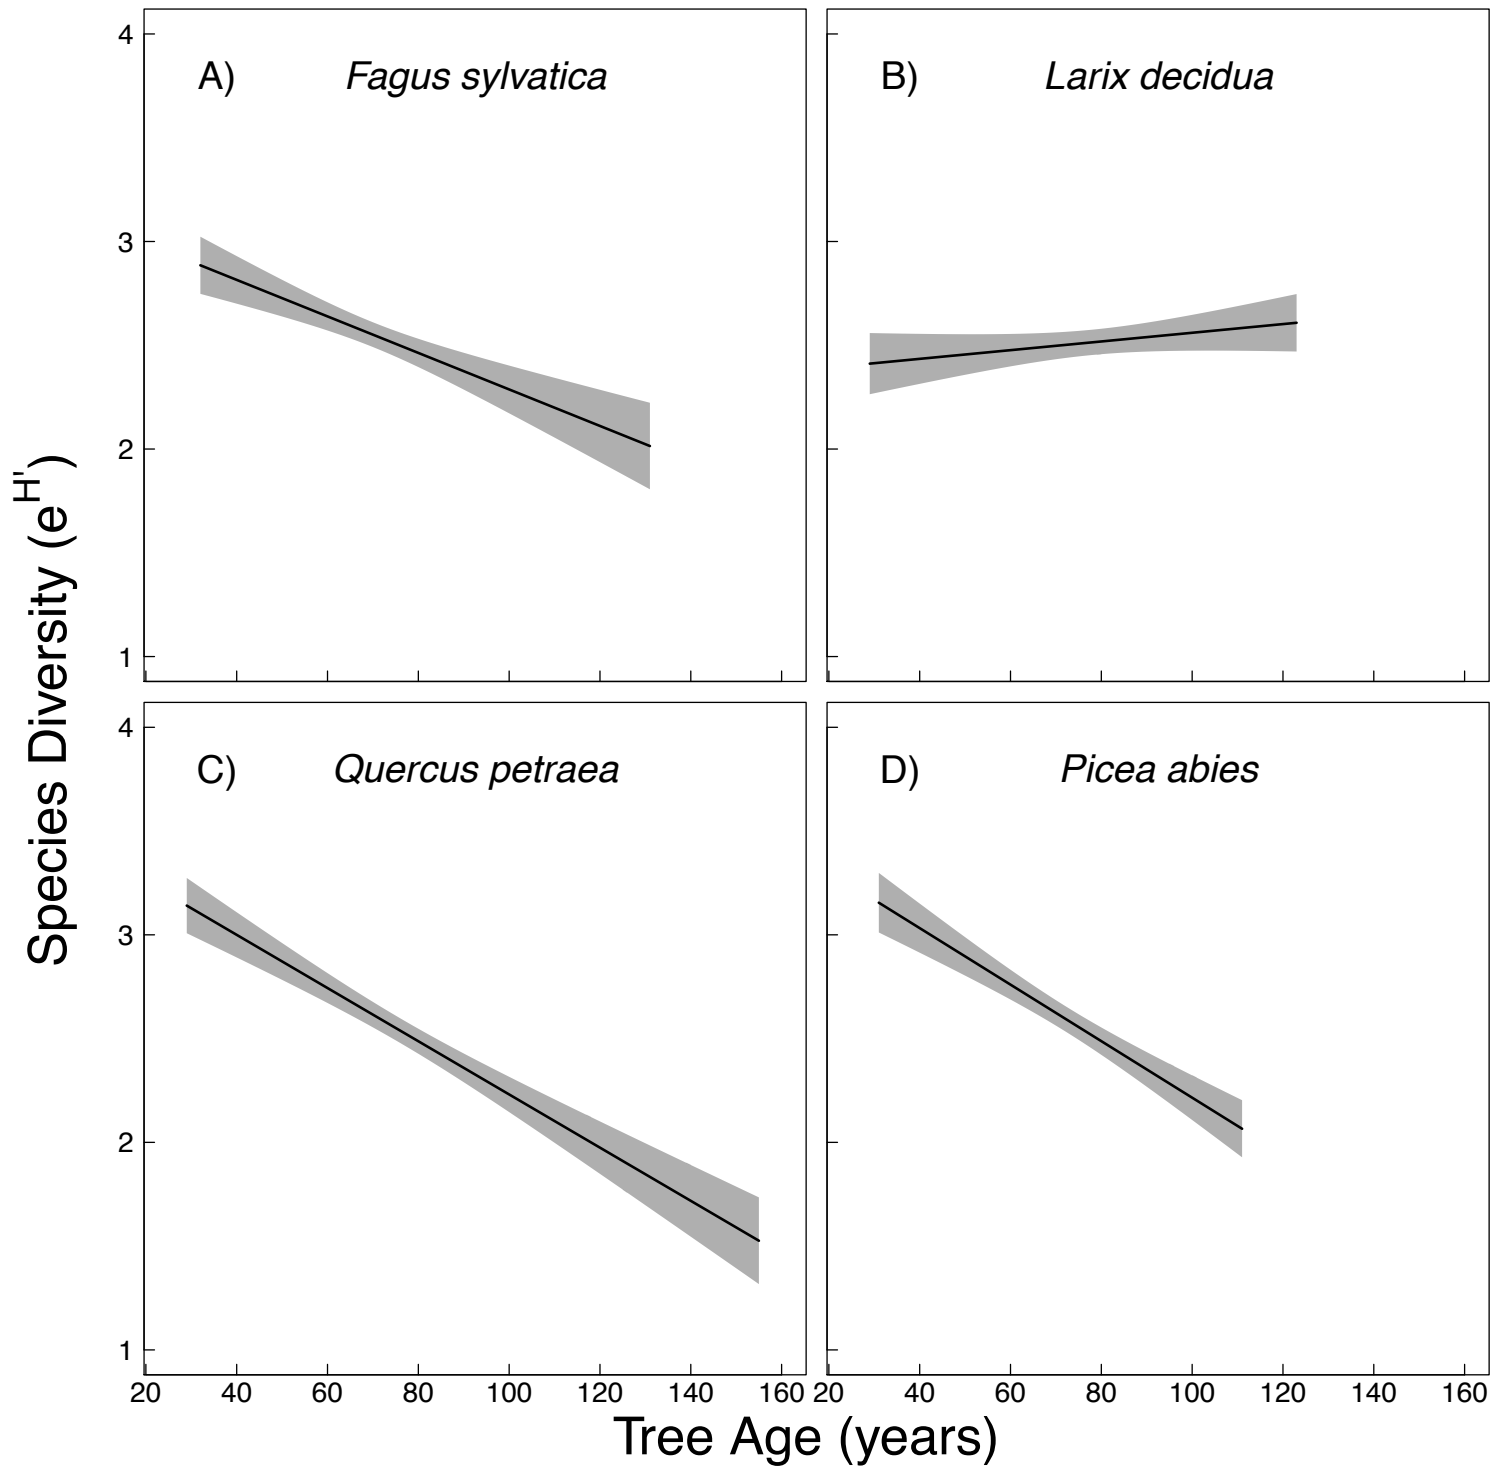 A) Fagus sylvatica
B) Larix decidua
4
3
2
1
C) Quercus petraea
D) Picea abies
4
3
2
1
20 40 60 80 100 120 140 160
20 40 60 80 100 120 140 160
Species Diversity (e^H')
Tree Age (years)